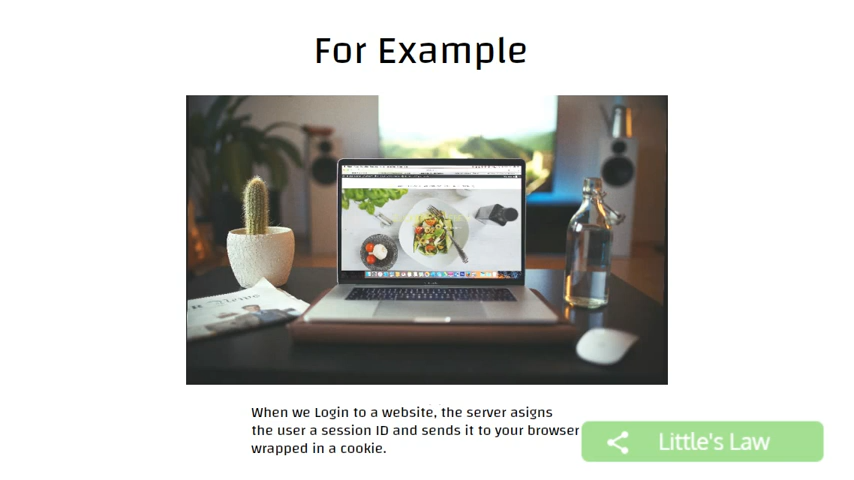 For Example
When we Login to a website, the server asigns
the user a session ID and sends it to your browser
wrapped in a cookie.
Little's Law